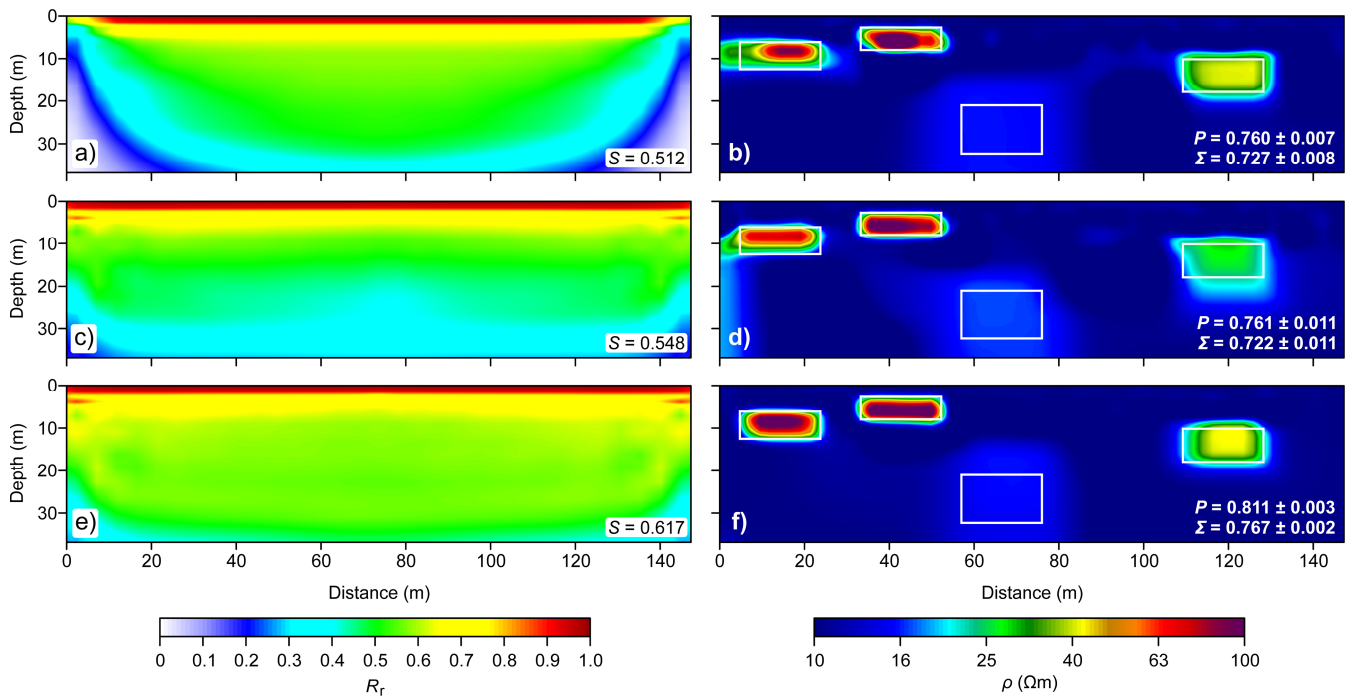 0
10
20
30
Depth (m)
a)
S = 0.512
b)
P = 0.760 ± 0.007
Σ = 0.727 ± 0.008
0
10
20
30
Depth (m)
c)
S = 0.548
d)
P = 0.761 ± 0.011
Σ = 0.722 ± 0.011
0
10
20
30
Depth (m)
e)
S = 0.617
f)
P = 0.811 ± 0.003
Σ = 0.767 ± 0.002
0 20 40 60 80 100 120 140
0 20 40 60 80 100 120 140
Distance (m)
Distance (m)
0 0.1 0.2 0.3 0.4 0.5 0.6 0.7 0.8 0.9 1.0
Rr
10 16 25 40 63 100
ρ (Ωm)